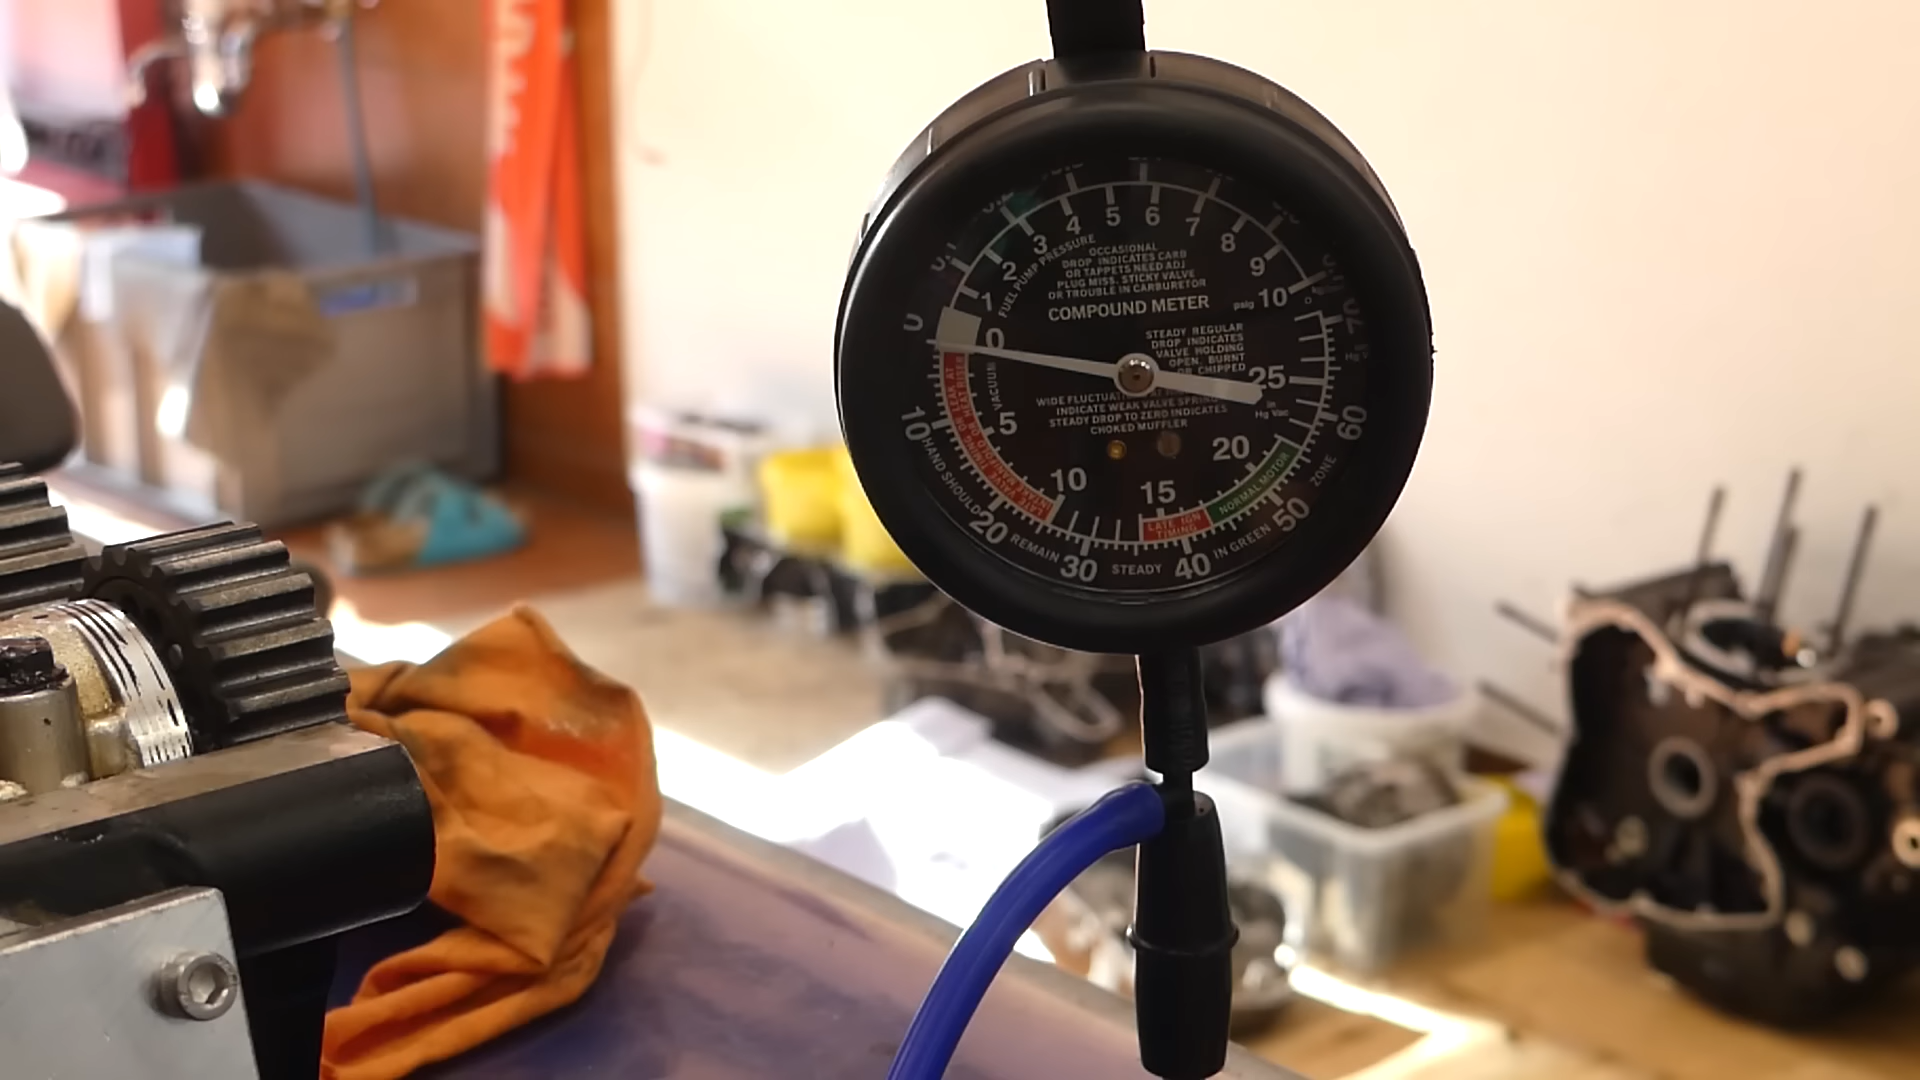 3 4 5 6 7 8
2 9
1 10
0
FUEL PUMP PRESSURE
OCCASIONAL
DROP INDICATES CARB
OR TAPPETS NEED ADJ
PLUG MISS. STICKY VALVE
OR TROUBLE IN CARBURETOR
COMPOUND METER
psig
STEADY REGULAR
DROP INDICATES
VALVE HOLDING
OPEN, BURNT
OR CHIPPED
0
VACUUM
25
in
Hg Vac
INDICATE WEAK VALVE SPRING
STEADY DROP TO ZERO INDICATES
CHOKED MUFFLER
5 10 15 20
LATE IGN
TIMING
NORMAL MOTOR
10 20 30 40 50 60 70
HAND SHOULD REMAIN STEADY IN GREEN ZONE